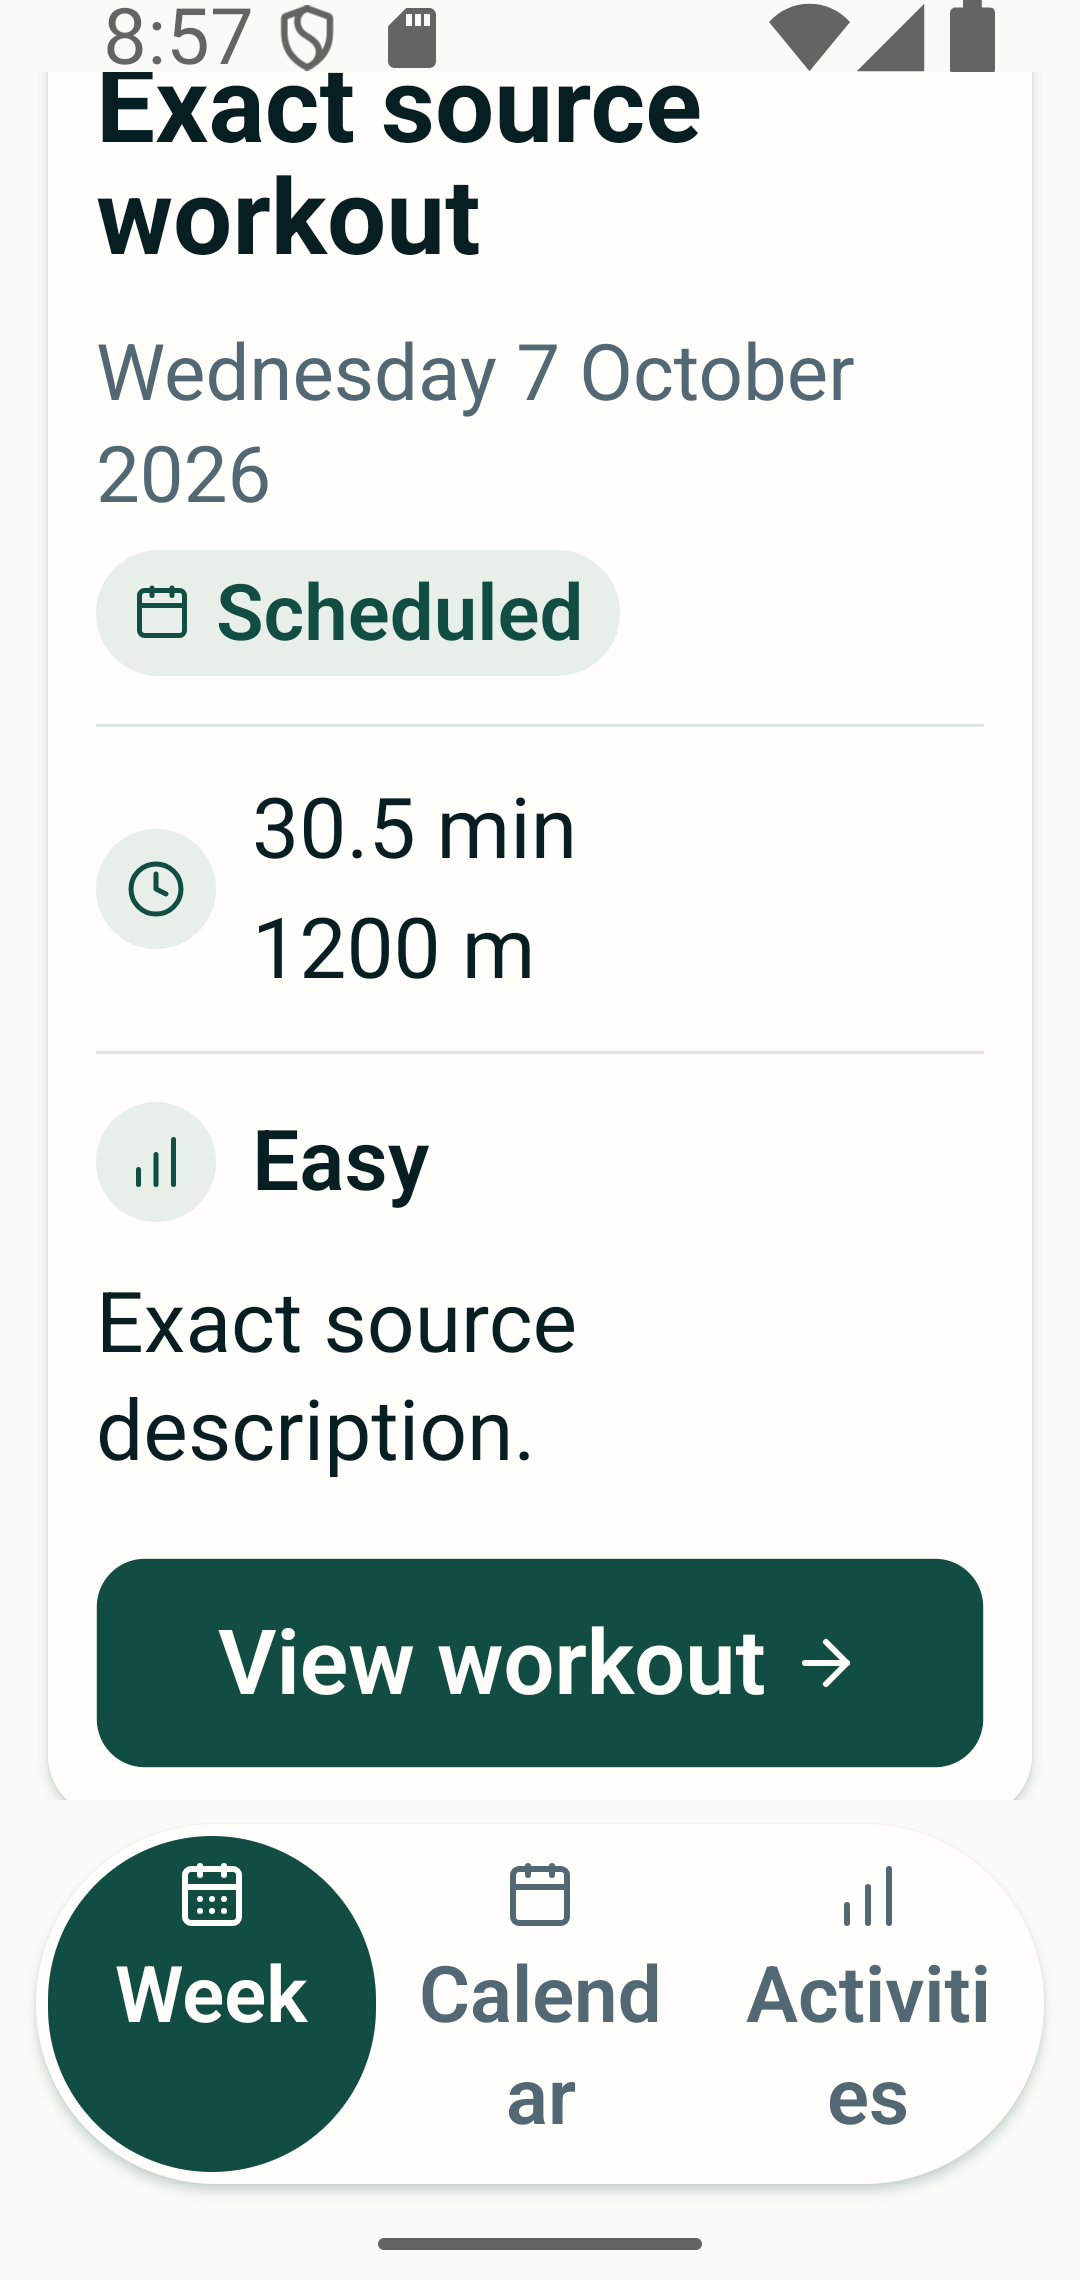 8:57
Exact source
workout
Wednesday 7 October
2026
Scheduled
30.5 min
1200 m
Easy
Exact source
description.
View workout
Week
Calend
ar
Activiti
es